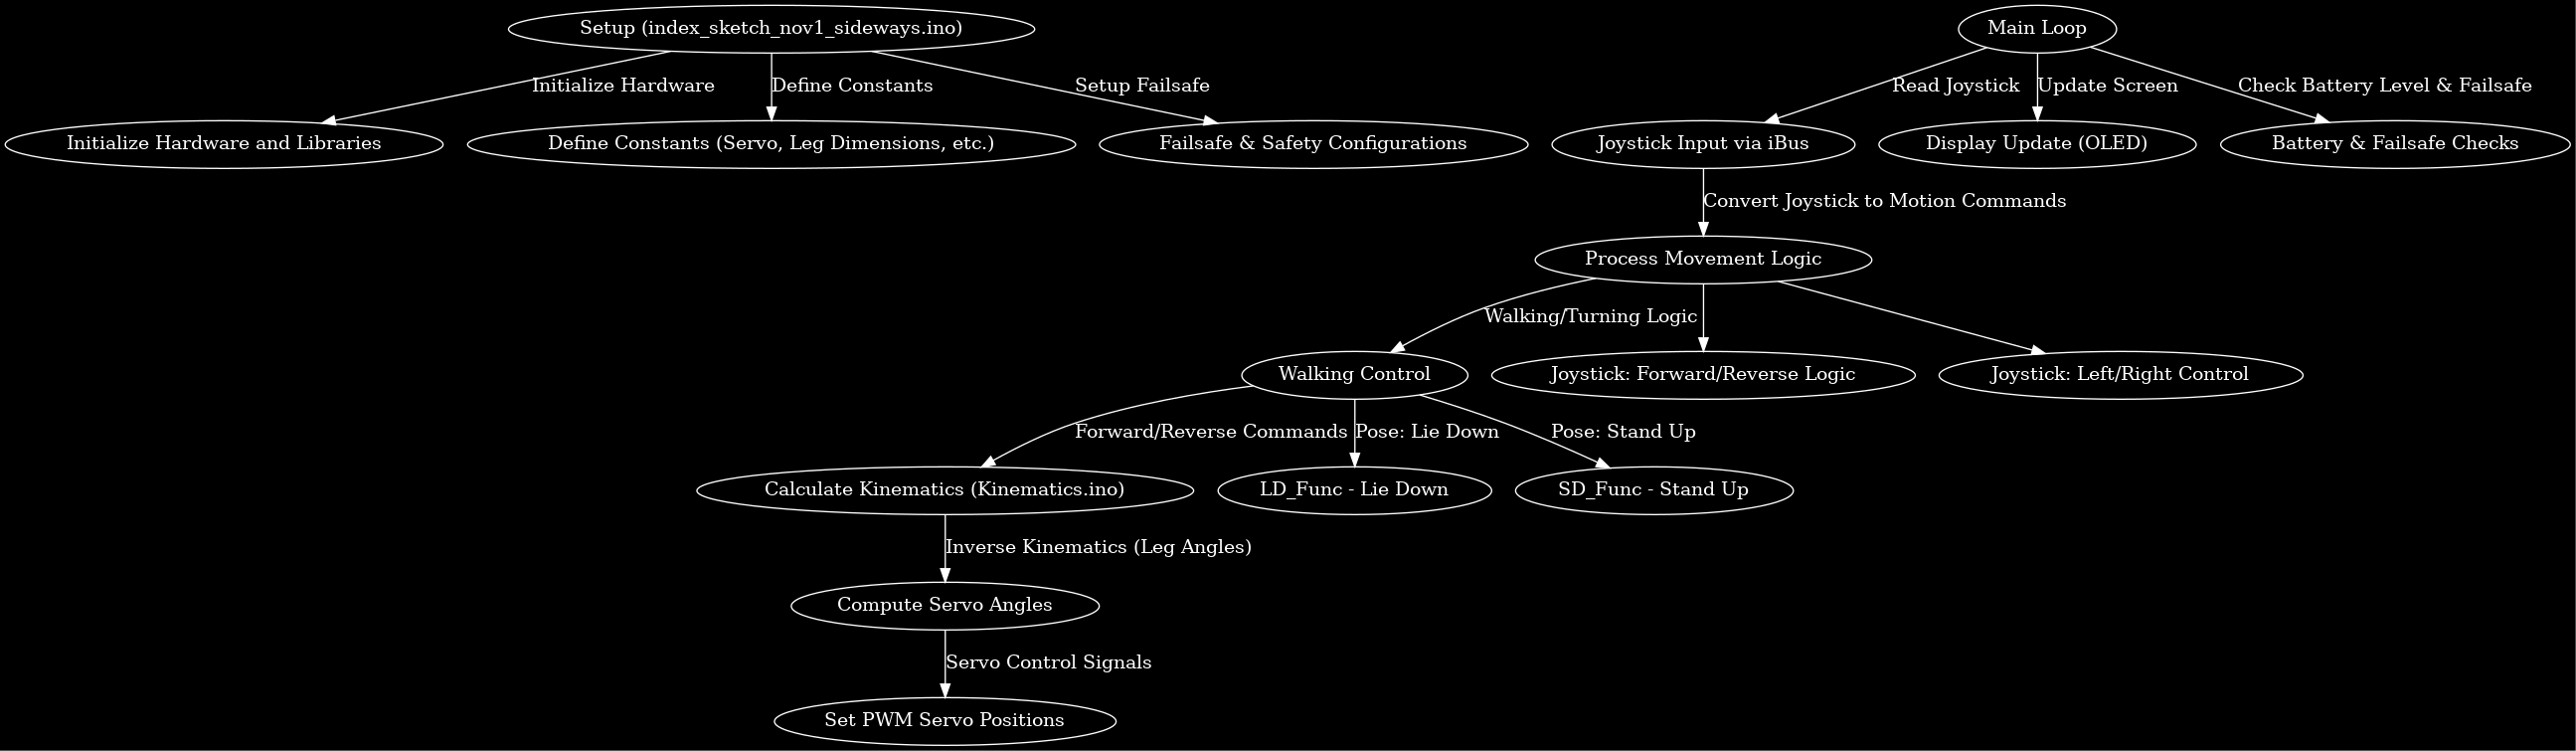 Setup (index_sketch_nov1_sideways.ino)
Main Loop
Initialize Hardware
Define Constants
Setup Failsafe
Read Joystick
Update Screen
Check Battery Level & Failsafe
Initialize Hardware and Libraries
Define Constants (Servo, Leg Dimensions, etc.)
Failsafe & Safety Configurations
Joystick Input via iBus
Display Update (OLED)
Battery & Failsafe Checks
Convert Joystick to Motion Commands
Process Movement Logic
Walking/Turning Logic
Walking Control
Joystick: Forward/Reverse Logic
Joystick: Left/Right Control
Forward/Reverse Commands
Pose: Lie Down
Pose: Stand Up
Calculate Kinematics (Kinematics.ino)
LD_Func - Lie Down
SD_Func - Stand Up
Inverse Kinematics (Leg Angles)
Compute Servo Angles
Servo Control Signals
Set PWM Servo Positions